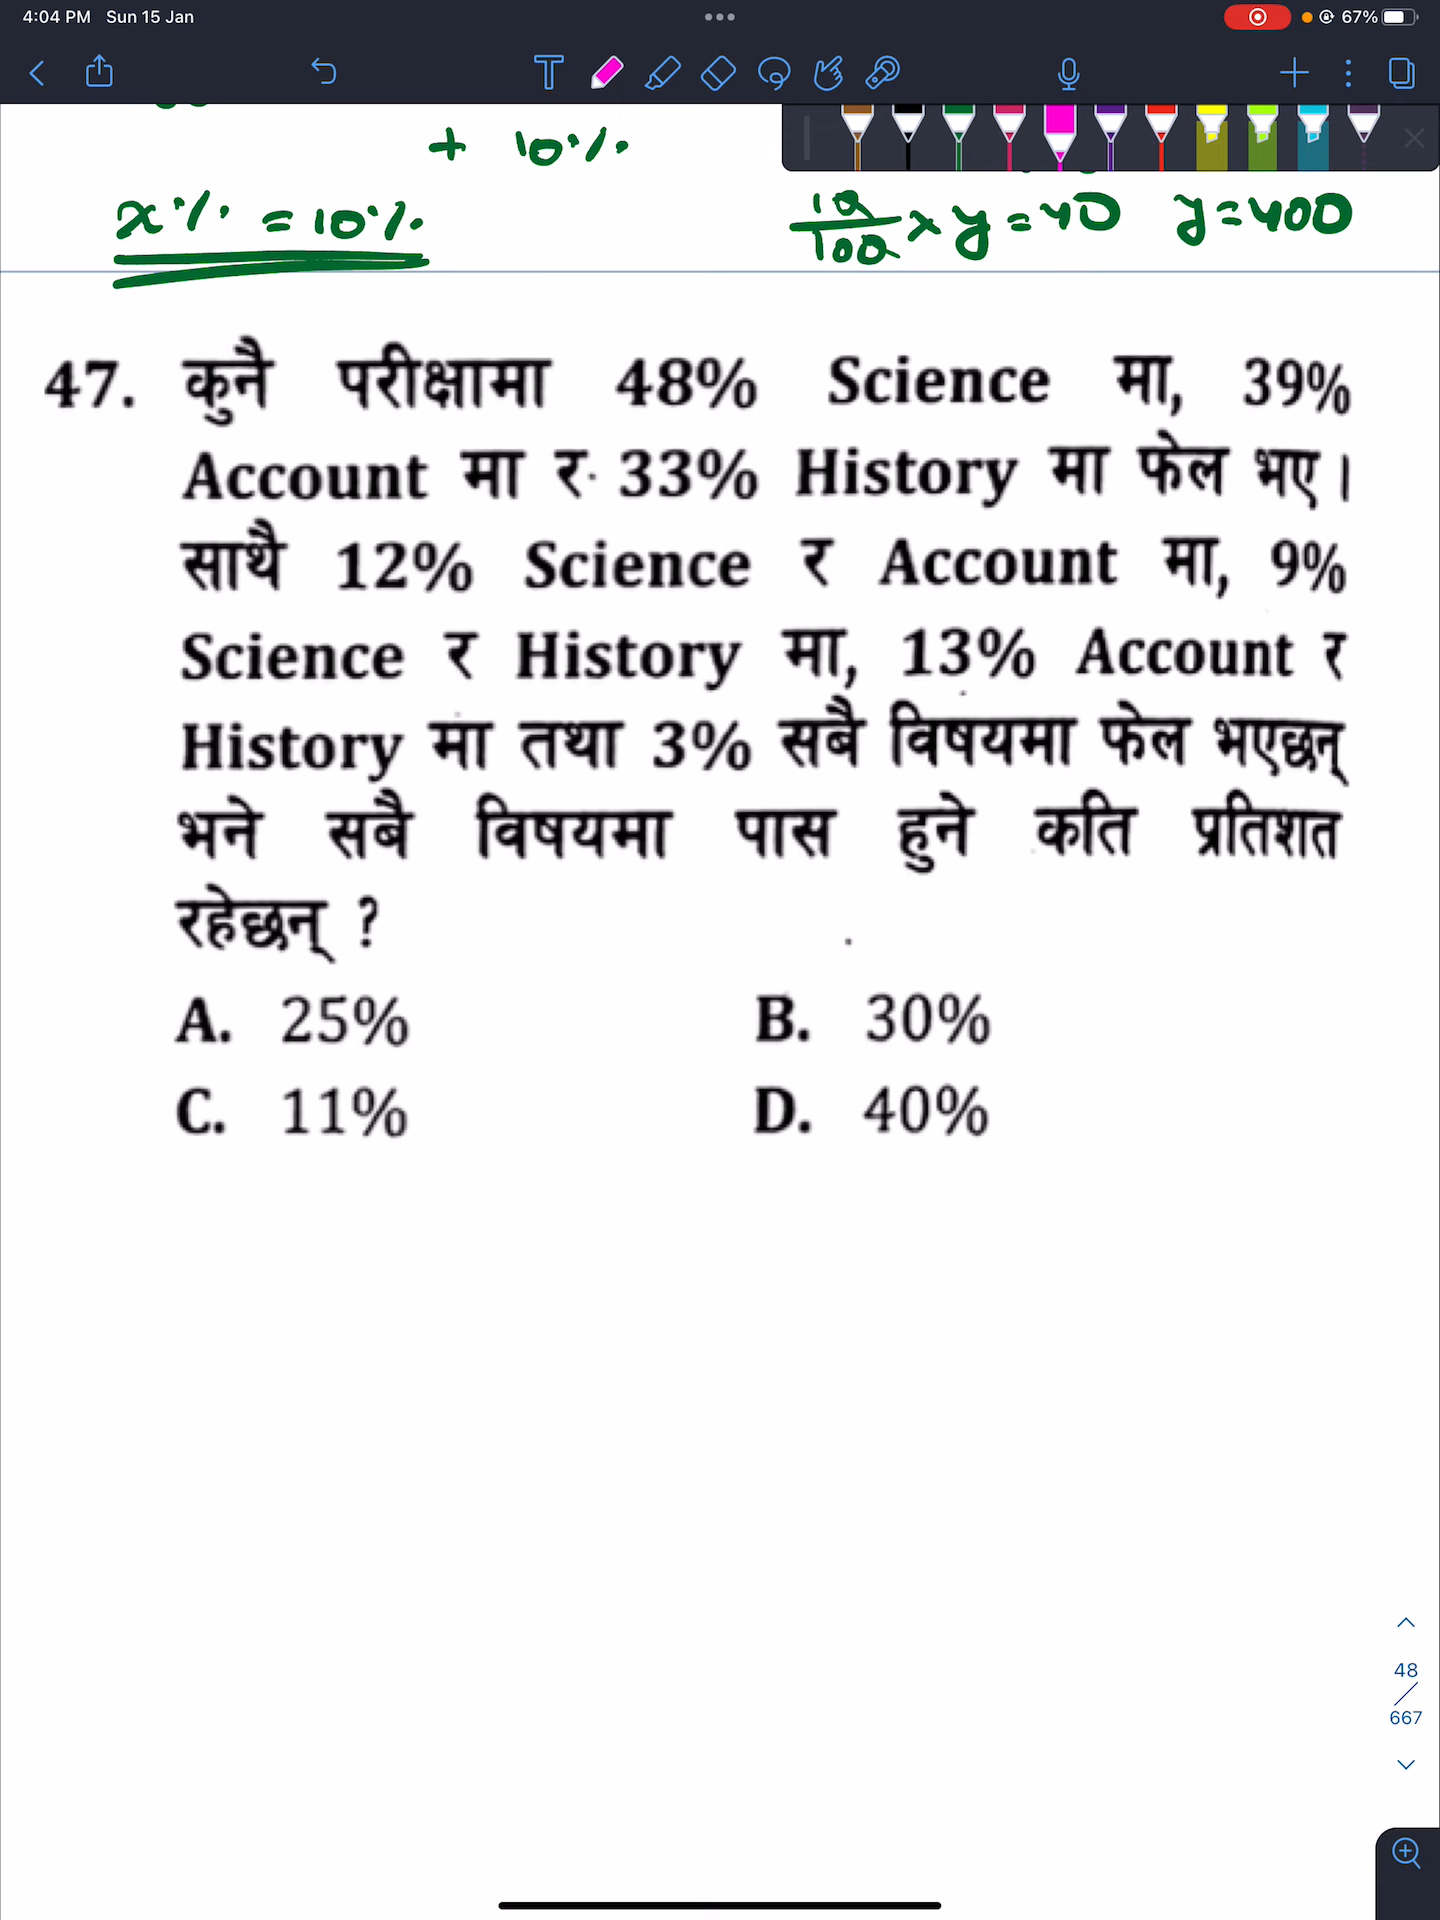 4:04 PM Sun 15 Jan
67%
+ 10%
x% = 10%
10/100 × y = 40 y = 400
47. कुनै परीक्षामा 48% Science मा, 39%
Account मा र 33% History मा फेल भए।
साथै 12% Science र Account मा, 9%
Science र History मा, 13% Account र
History मा तथा 3% सबै विषयमा फेल भएछन्
भने सबै विषयमा पास हुने कति प्रतिशत
रहेछन् ?
A. 25% B. 30%
C. 11% D. 40%
48
667